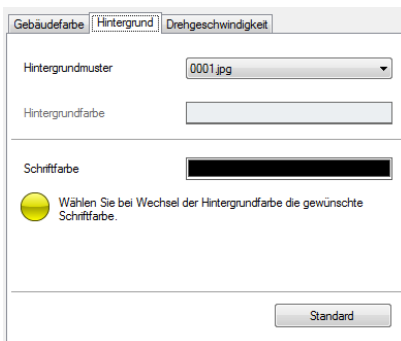 Gebäudefarbe Hintergrund Drehgeschwindigkeit
Hintergrundmuster 0001.jpg
Hintergrundfarbe
Schriftfarbe
Wählen Sie bei Wechsel der Hintergrundfarbe die gewünschte
Schriftfarbe.
Standard